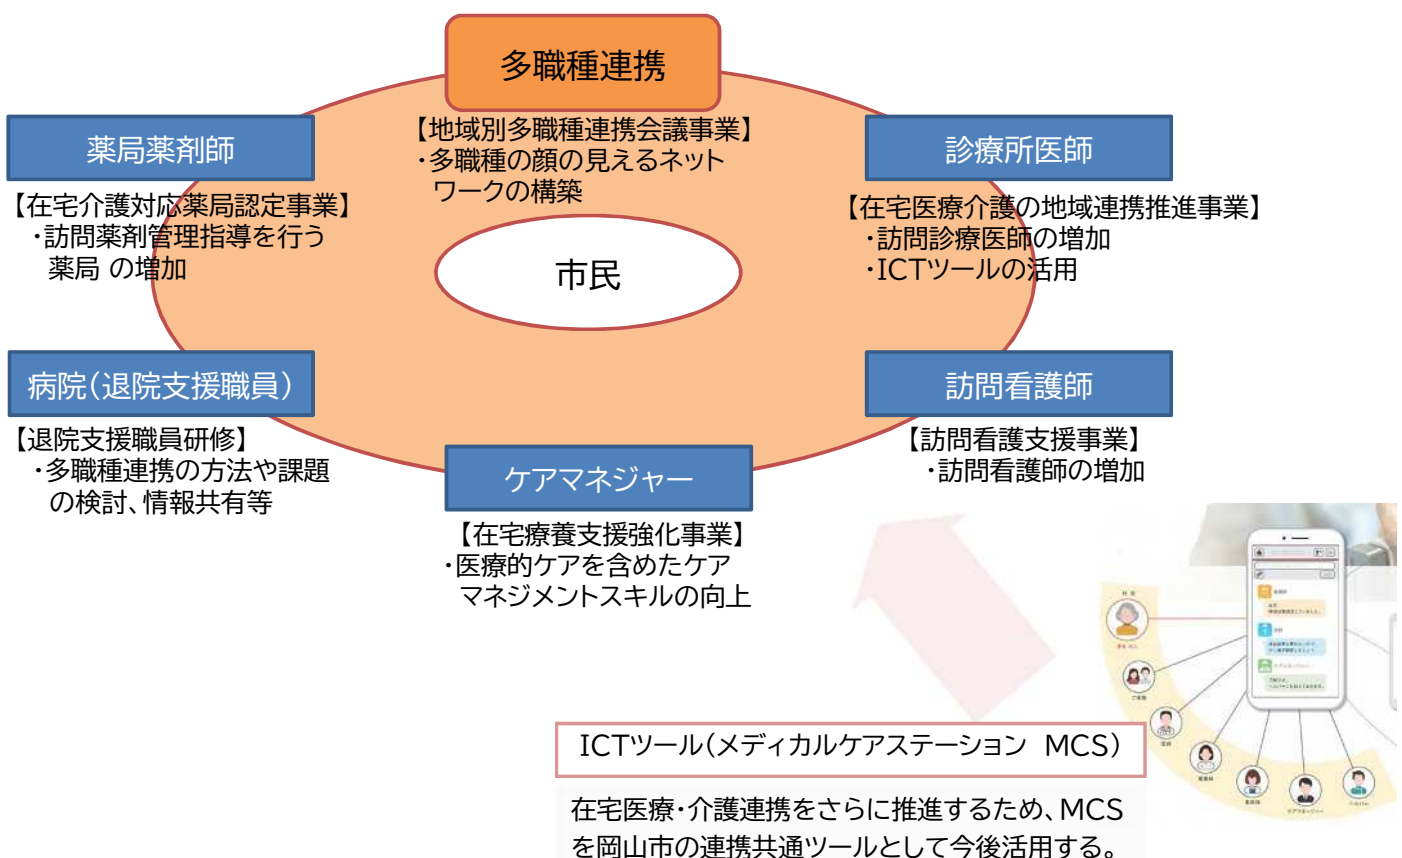 多職種連携
【地域別多職種連携会議事業】
・多職種の顔の見えるネット
ワークの構築
薬局薬剤師
【在宅介護対応薬局認定事業】
・訪問薬剤管理指導を行う
薬局 の増加
診療所医師
【在宅医療介護の地域連携推進事業】
・訪問診療医師の増加
・ICTツールの活用
市民
病院(退院支援職員)
【退院支援職員研修】
・多職種連携の方法や課題
の検討、情報共有等
ケアマネジャー
【在宅療養支援強化事業】
・医療的ケアを含めたケア
マネジメントスキルの向上
訪問看護師
【訪問看護支援事業】
・訪問看護師の増加
ICTツール(メディカルケアステーション MCS)
在宅医療・介護連携をさらに推進するため、MCS
を岡山市の連携共通ツールとして今後活用する。